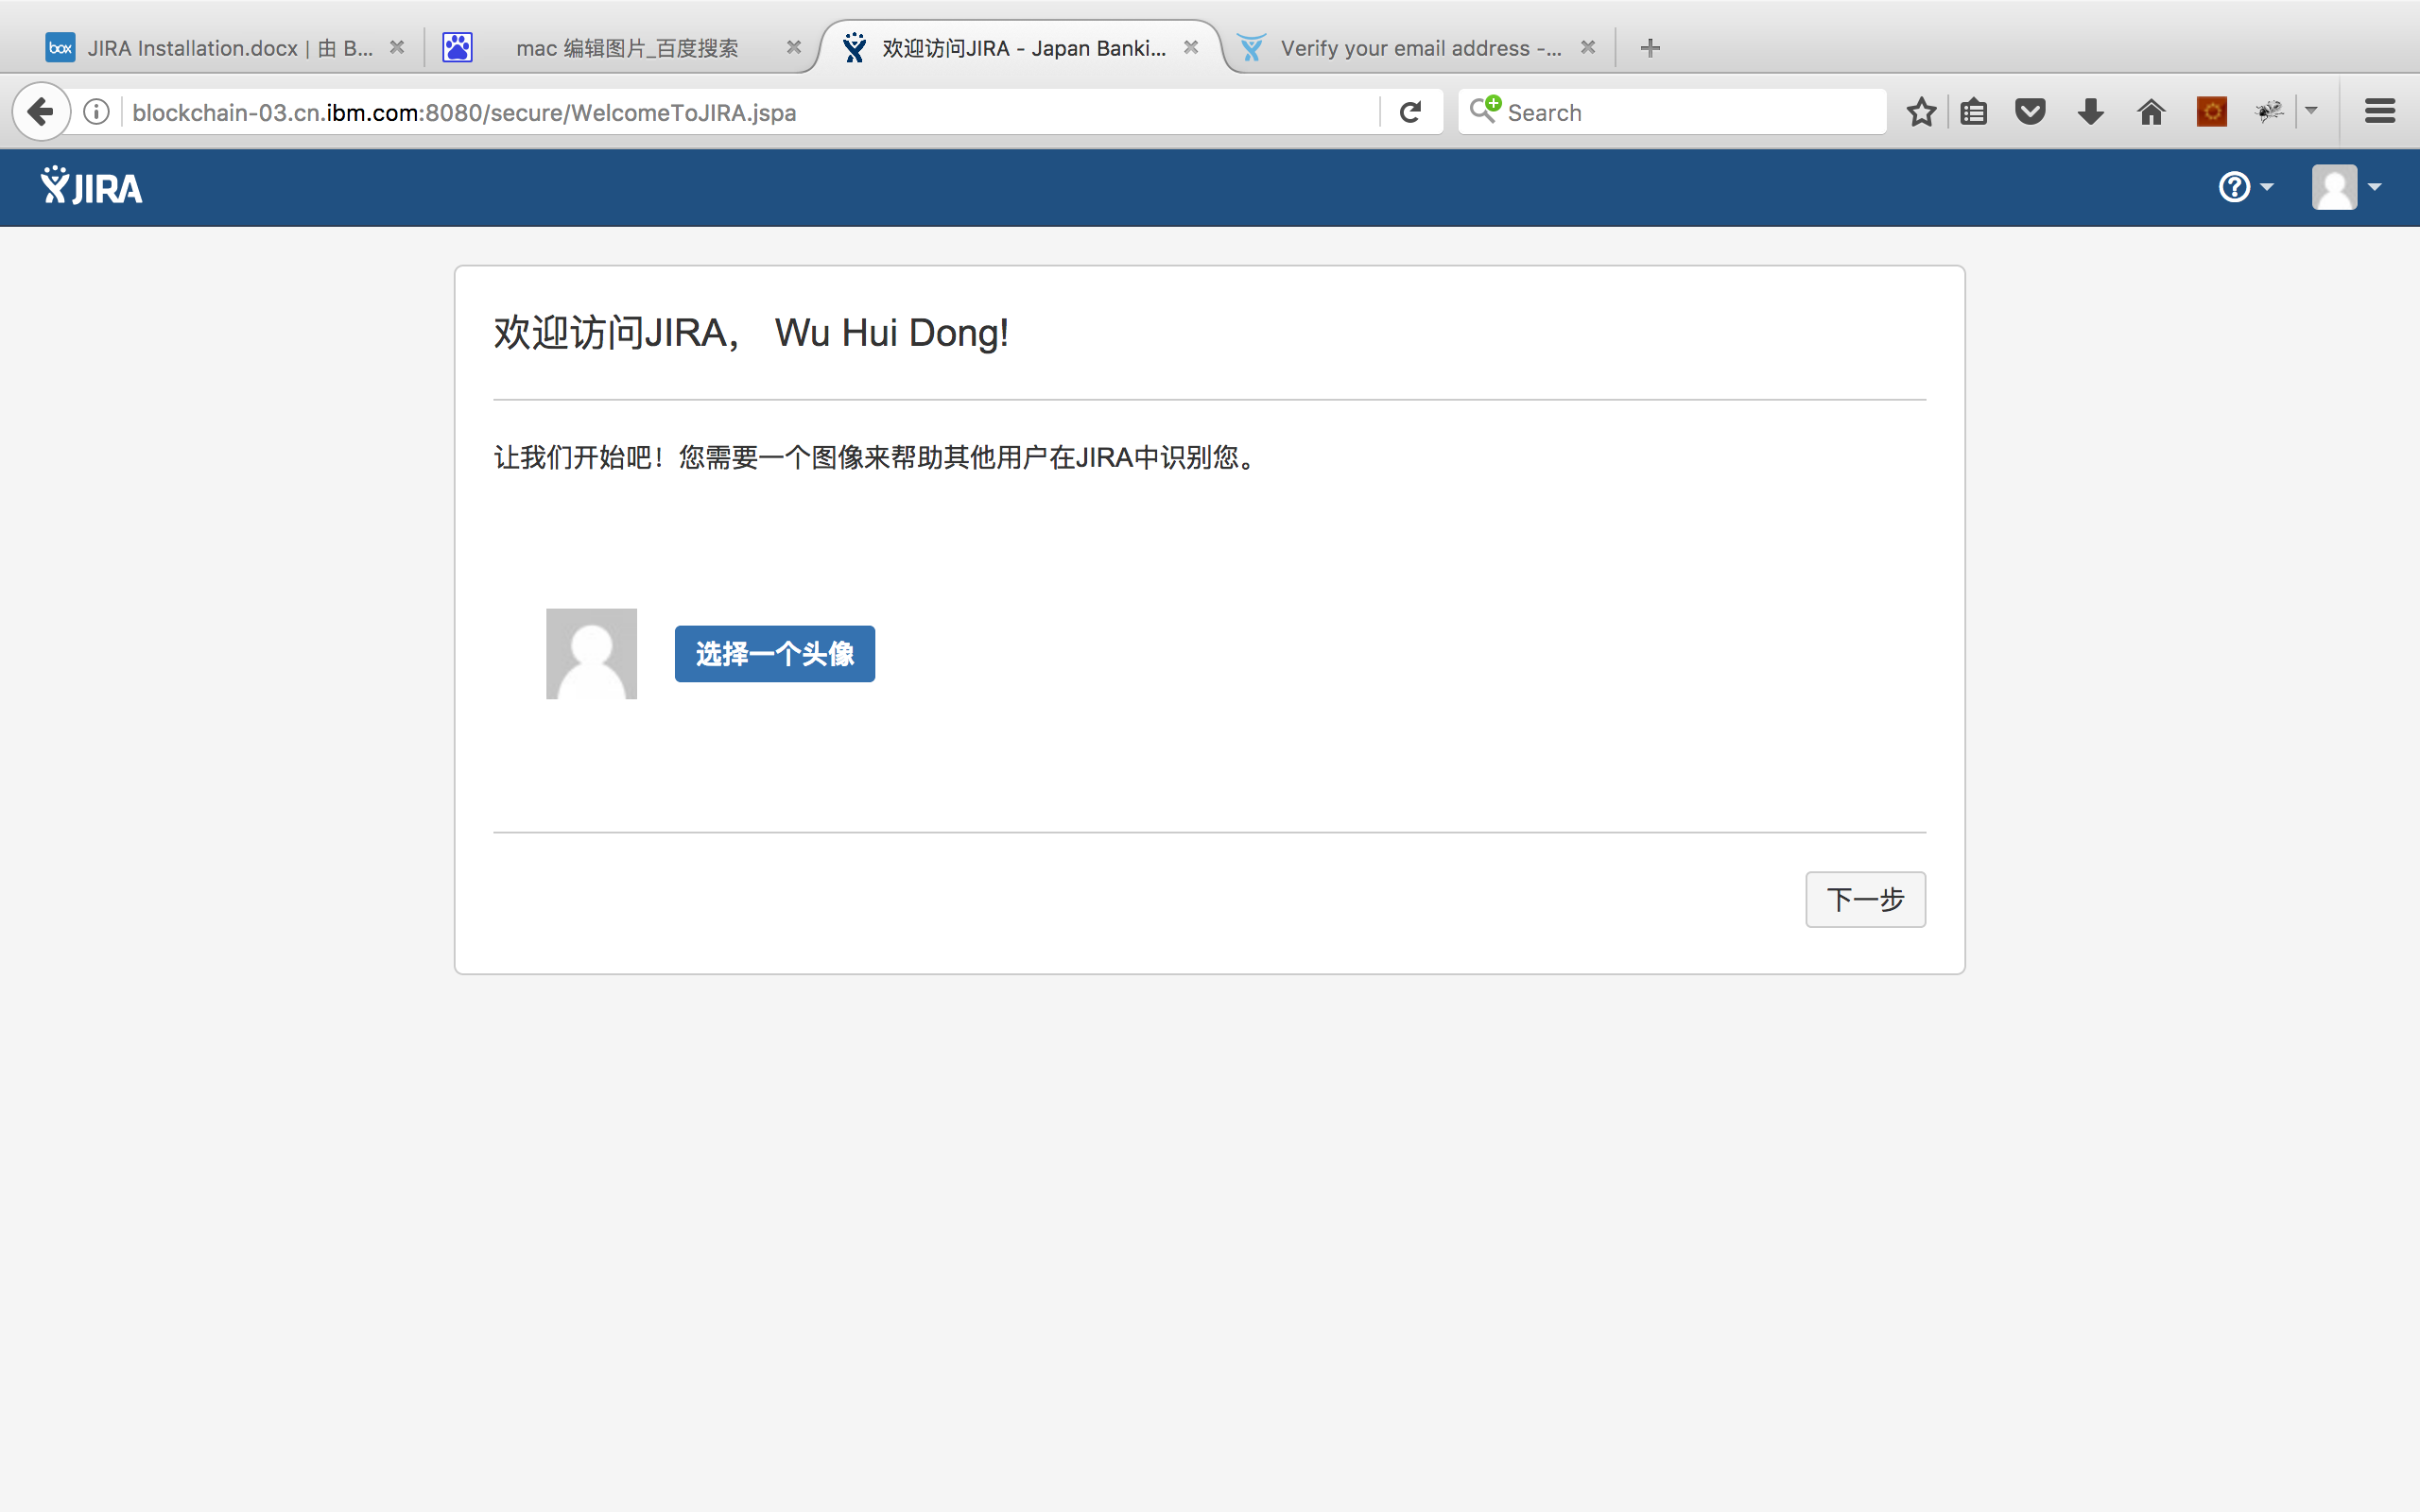 box JIRA Installation.docx | 由 B...
mac 编辑图片_百度搜索
欢迎访问JIRA - Japan Banki...
Verify your email address -...
blockchain-03.cn.ibm.com:8080/secure/WelcomeToJIRA.jspa
Search
JIRA
欢迎访问JIRA， Wu Hui Dong!
让我们开始吧！您需要一个图像来帮助其他用户在JIRA中识别您。
选择一个头像
下一步